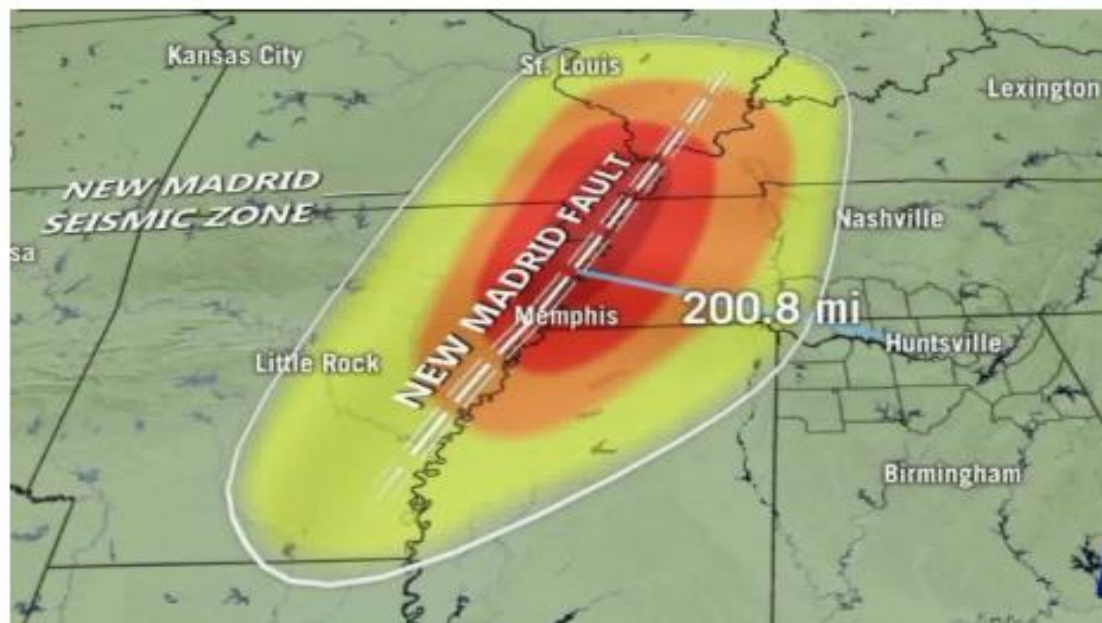 Kansas City
St. Louis
Lexington
NEW MADRID
SEISMIC ZONE
NEW MADRID FAULT
Nashville
sa
200.8 mi
Memphis
Huntsville
Little Rock
Birmingham